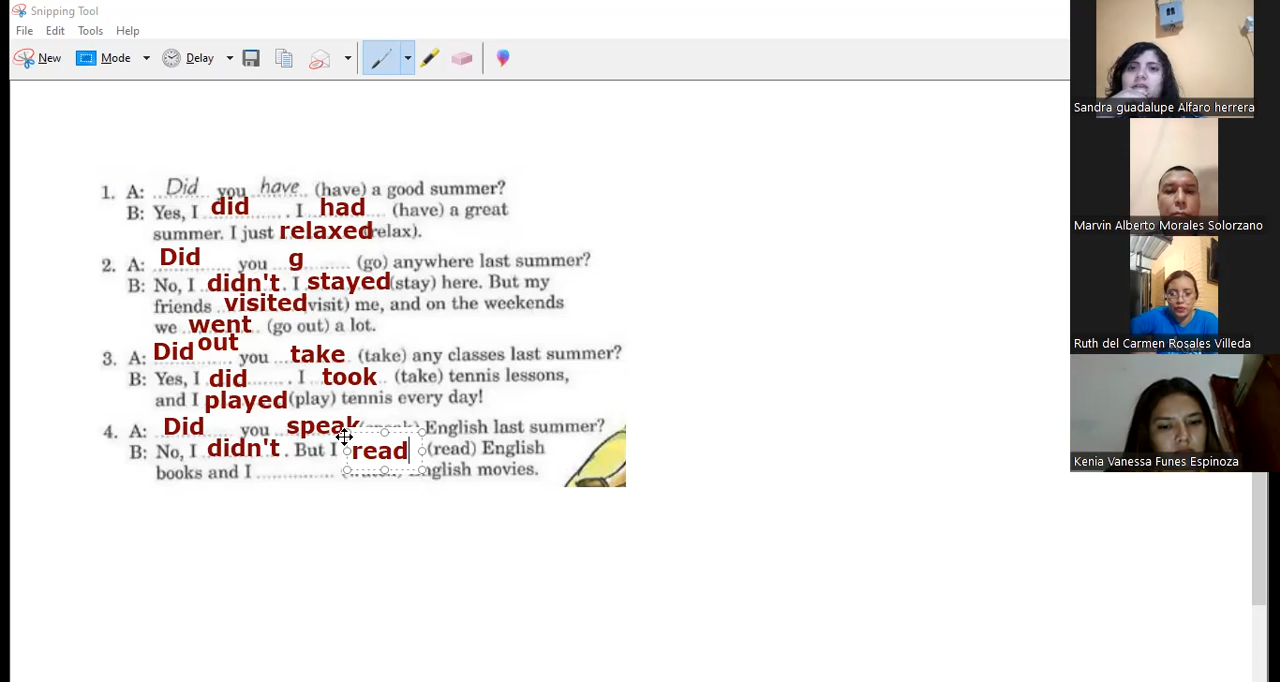 Snipping Tool
File Edit Tools Help
New Mode Delay
1. A: Did you have (have) a good summer?
B: Yes, I did. I had (have) a great
summer. I just relaxed relax).
2. A: Did you g (go) anywhere last summer?
B: No, I didn't. I stayed (stay) here. But my
friends visited visit) me, and on the weekends
we went out (go out) a lot.
3. A: Did you take (take) any classes last summer?
B: Yes, I did. I took (take) tennis lessons,
and I played (play) tennis every day!
4. A: Did you speak English last summer?
B: No, I didn't. But I read (read) English
books and I English movies.
Sandra guadalupe Alfaro herrera
Marvin Alberto Morales Solorzano
Ruth del Carmen Rosales Villeda
Kenia Vanessa Funes Espinoza